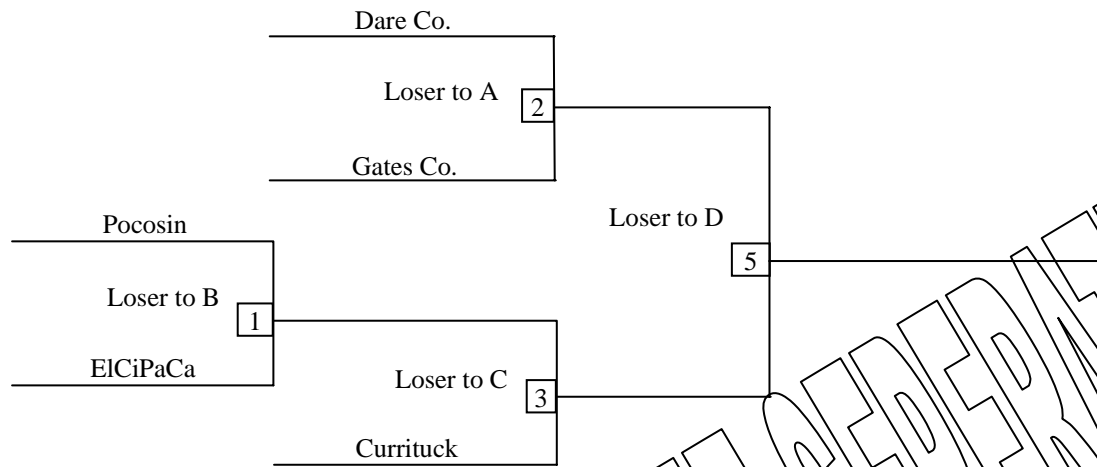 Dare Co.
Loser to A
2
Gates Co.
Pocosin
Loser to D
5
Loser to B
1
ElCiPaCa
Loser to C
3
Currituck